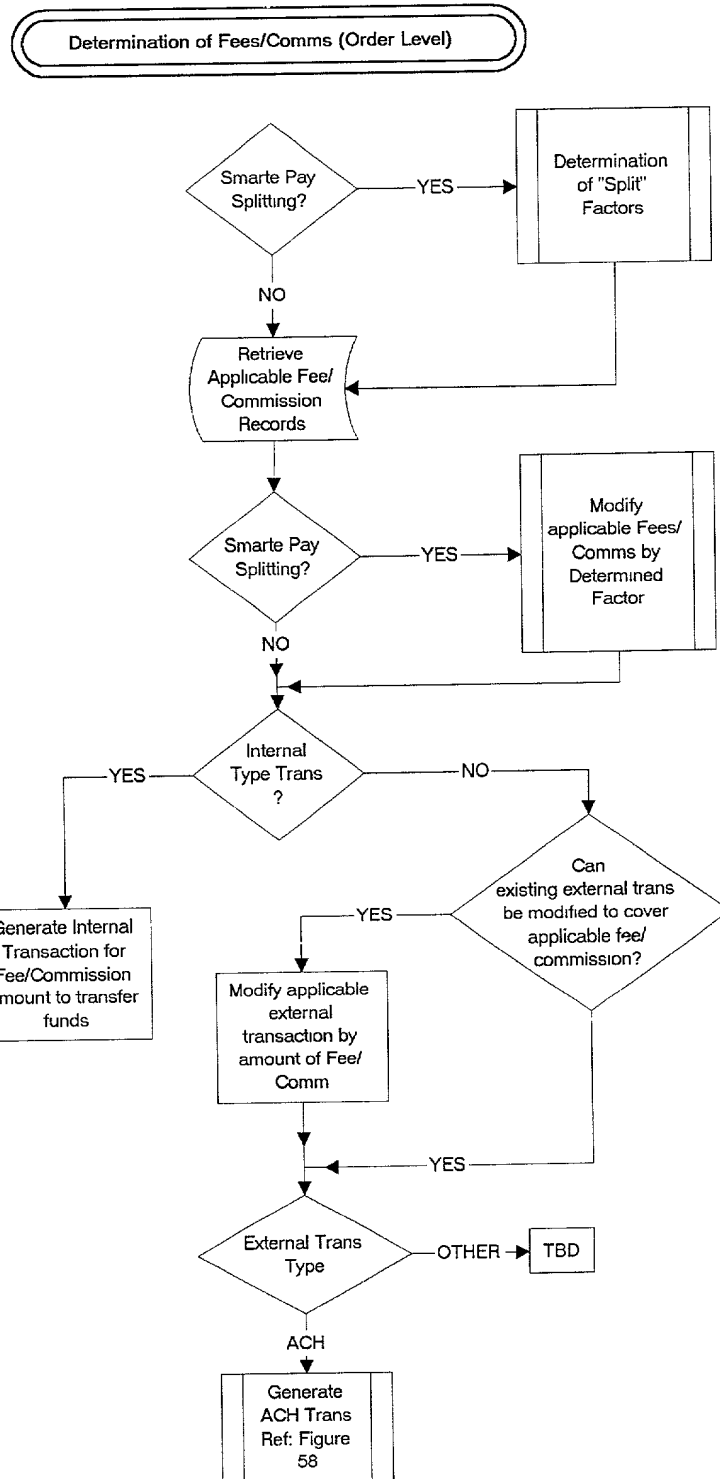 Determination of Fees/Comms (Order Level)
Smarte Pay
Splitting?
YES
Determination
of "Split"
Factors
NO
Retrieve
Applicable Fee/
Commission
Records
Smarte Pay
Splitting?
YES
Modify
applicable Fees/
Comms by
Determined
Factor
NO
Internal
Type Trans
?
YES
NO
Can
existing external trans
be modified to cover
applicable fee/
commission?
YES
Generate Internal
Transaction for
Fee/Commission
amount to transfer
funds
Modify applicable
external
transaction by
amount of Fee/
Comm
YES
External Trans
Type
OTHER
TBD
ACH
Generate
ACH Trans
Ref: Figure
58